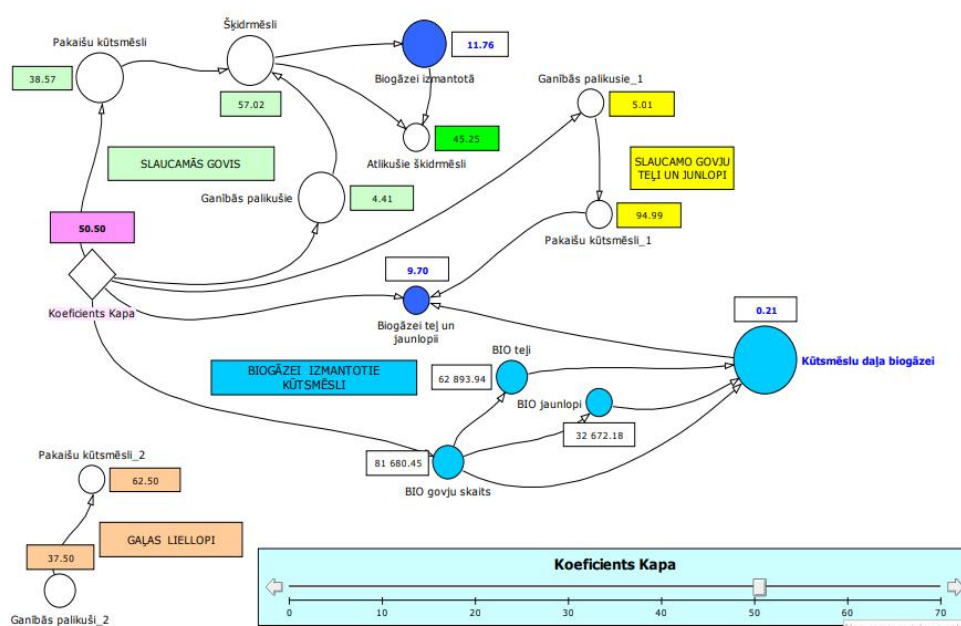 Šķidrmēsli
Pakaišu kūtsmēsli
11.76
38.57
Biogāzei izmantotā
Ganībās palikusie_1
57.02
5.01
45.25
SLAUCAMĀS GOVIS
Atlikušie škidrmēsli
SLAUCAMO GOVJU
TEĻI UN JUNLOPI
Ganībās palikušie
4.41
50.50
94.99
Pakaišu kūtsmēsli_1
9.70
Koeficients Kapa
0.21
Biogāzei teļ un
jaunlopii
BIO teļi
Kūtsmēslu daļa biogāzei
BIOGĀZEI IZMANTOTIE
KŪTSMĒSLI
62 893.94
BIO jaunlopi
32 672.18
Pakaišu kūtsmēsli_2
81 680.45
62.50
BIO govju skaits
GAĻAS LIELLOPI
37.50
Koeficients Kapa
0 10 20 30 40 50 60 70
Ganībās palikuši_2